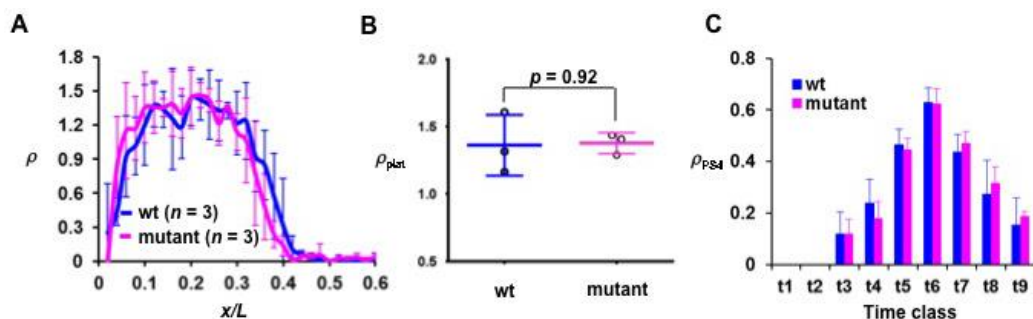 A
ρ
1.8
1.5
1.2
0.9
0.6
0.3
0
wt (n = 3)
mutant (n = 3)
0 0.1 0.2 0.3 0.4 0.5 0.6
x/L
B
ρplat
2.0
1.5
1.0
0.5
p = 0.92
wt mutant
C
ρPS4
0.8
0.6
0.4
0.2
0
wt
mutant
t1 t2 t3 t4 t5 t6 t7 t8 t9
Time class